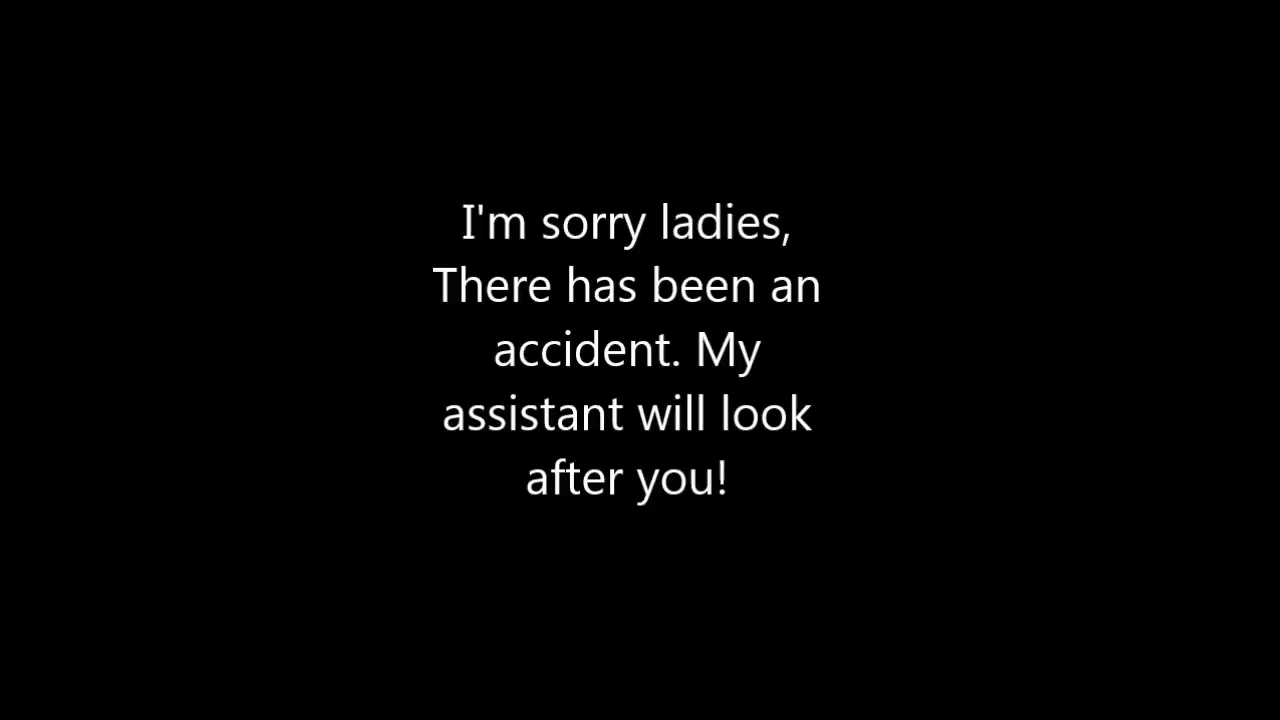 I'm sorry ladies,
There has been an
accident. My
assistant will look
after you!